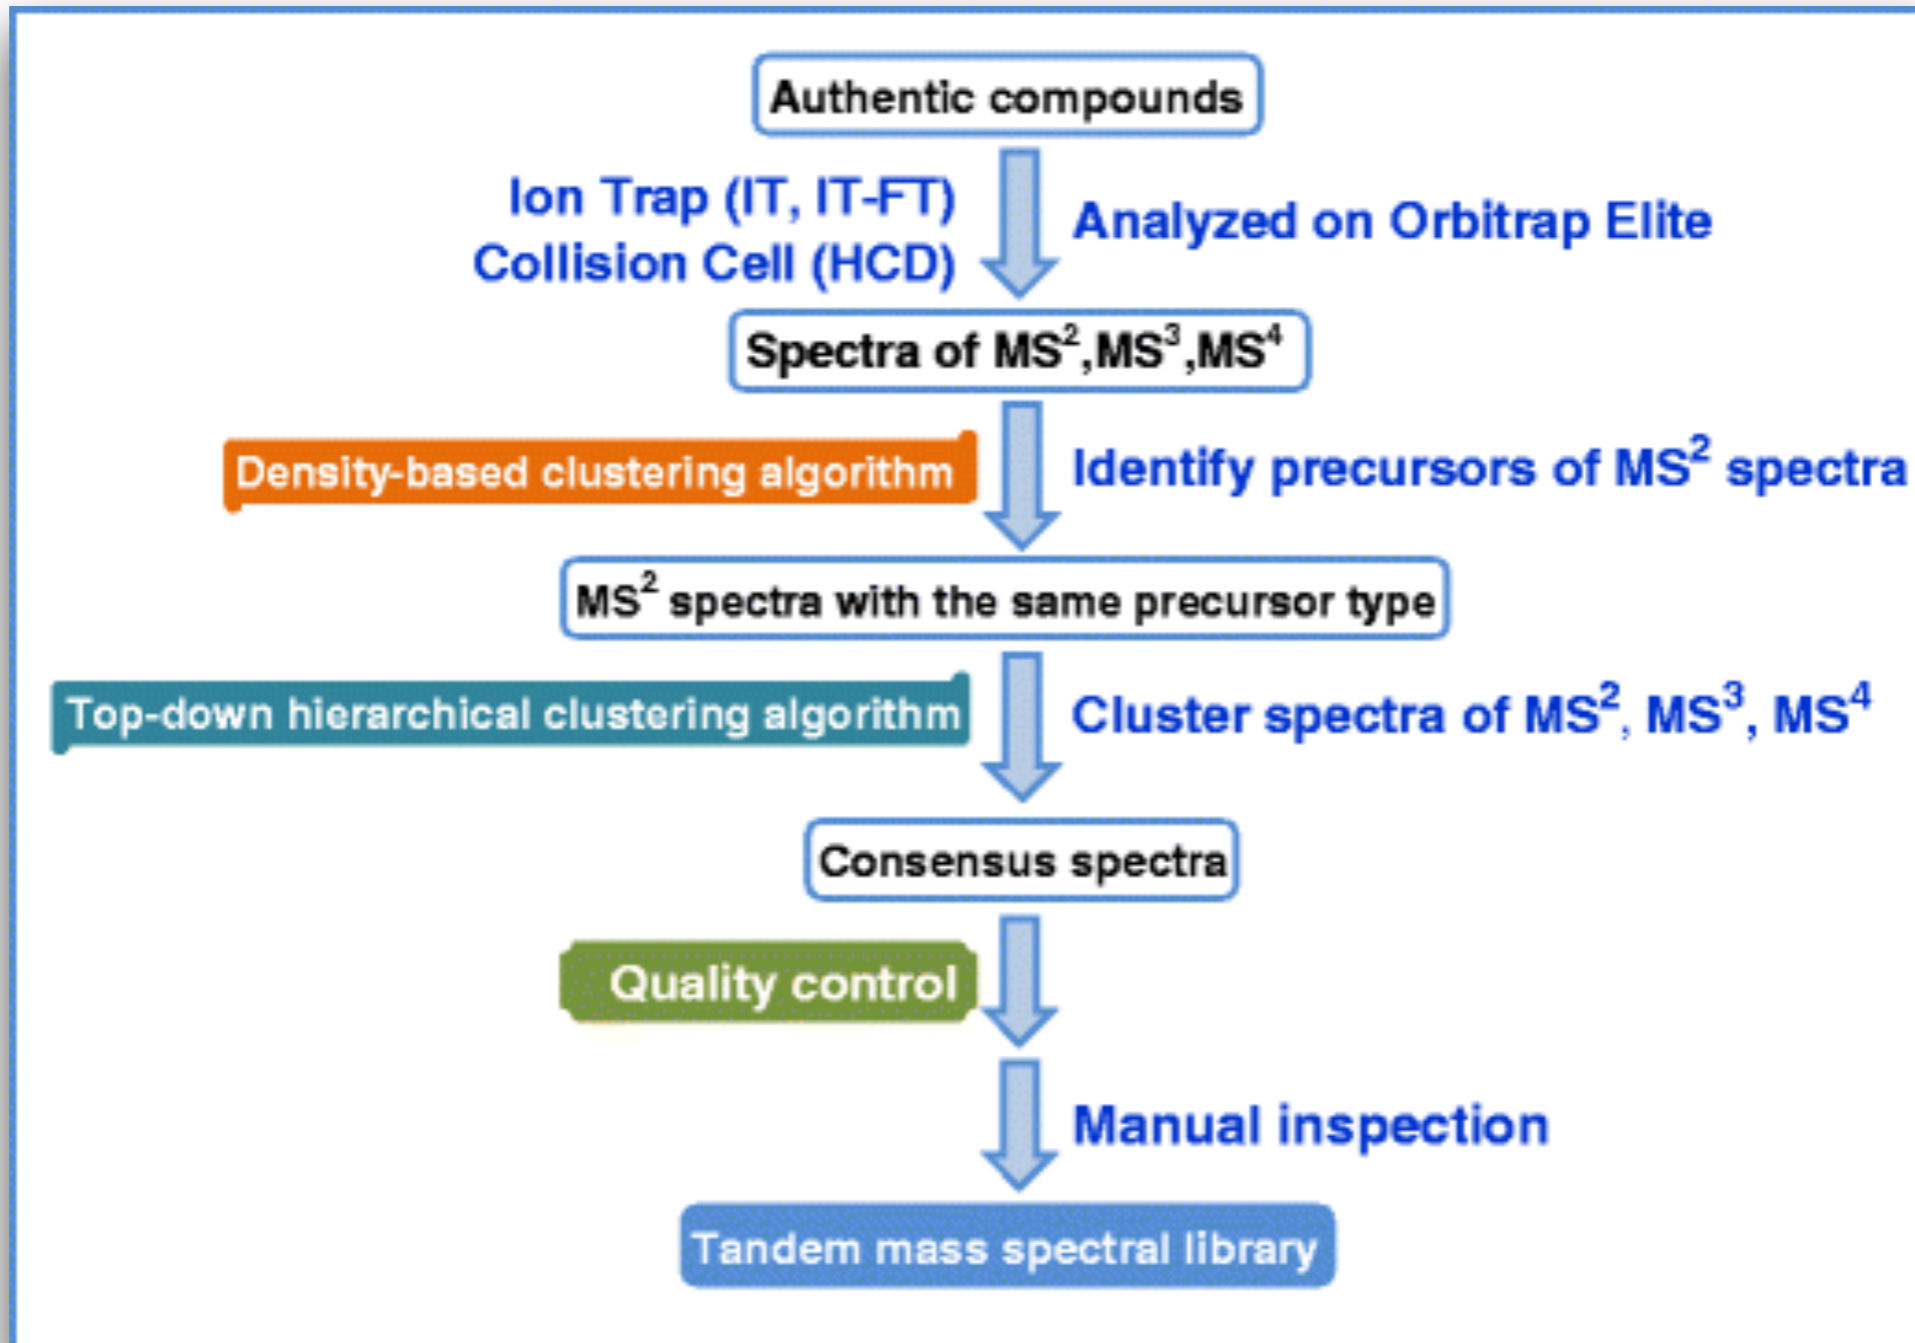 Authentic compounds
Ion Trap (IT, IT-FT)
Collision Cell (HCD)
Analyzed on Orbitrap Elite
Spectra of MS²,MS³,MS⁴
Density-based clustering algorithm
Identify precursors of MS² spectra
MS² spectra with the same precursor type
Top-down hierarchical clustering algorithm
Cluster spectra of MS², MS³, MS⁴
Consensus spectra
Quality control
Manual inspection
Tandem mass spectral library